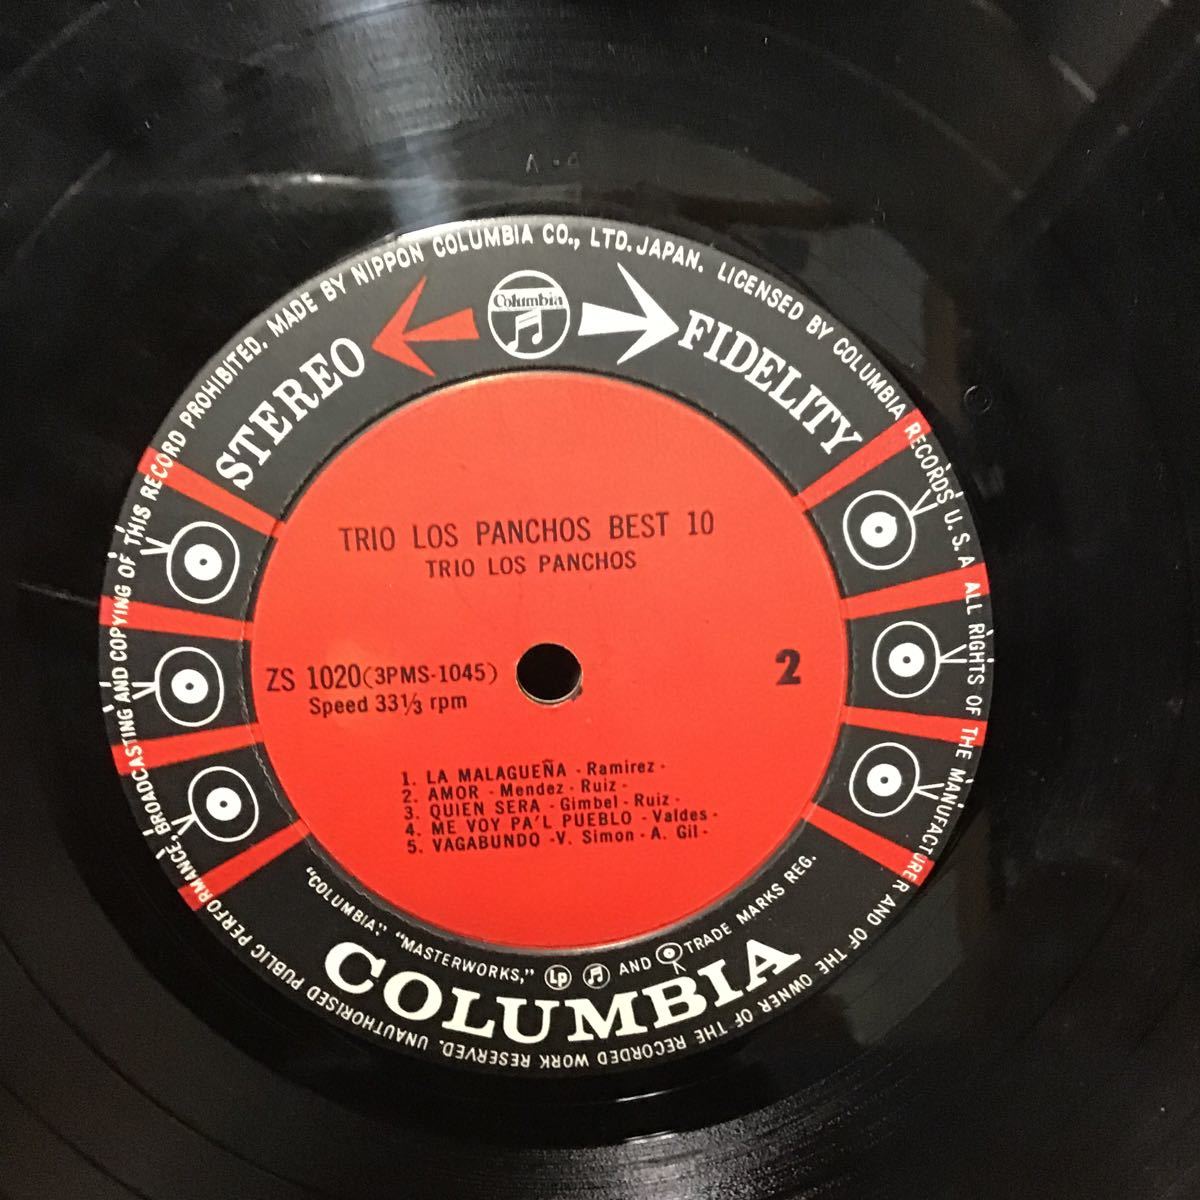 A-4
MADE BY NIPPON COLUMBIA CO., LTD. JAPAN. LICENSED BY COLUMBIA RECORDS U.S.A ALL RIGHTS OF THE MANUFACTURER AND OF THE OWNER OF THE RECORDED WORK RESERVED. UNAUTHORISED PUBLIC PERFORMANCE, BROADCASTING AND COPYING OF THIS RECORD PROHIBITED.
STEREO
Columbia
FIDELITY
TRIO LOS PANCHOS BEST 10
TRIO LOS PANCHOS
ZS 1020(3PMS-1045)
2
Speed 33⅓ rpm
1. LA MALAGUEÑA - Ramirez -
2. AMOR - Mendez - Ruiz -
3. QUIEN SERA - Gimbel - Ruiz -
4. ME VOY PA'L PUEBLO - Valdes -
5. VAGABUNDO -V. Simon - A. Gil -
"COLUMBIA," "MASTERWORKS," Lp AND TRADE MARKS REG.
COLUMBIA